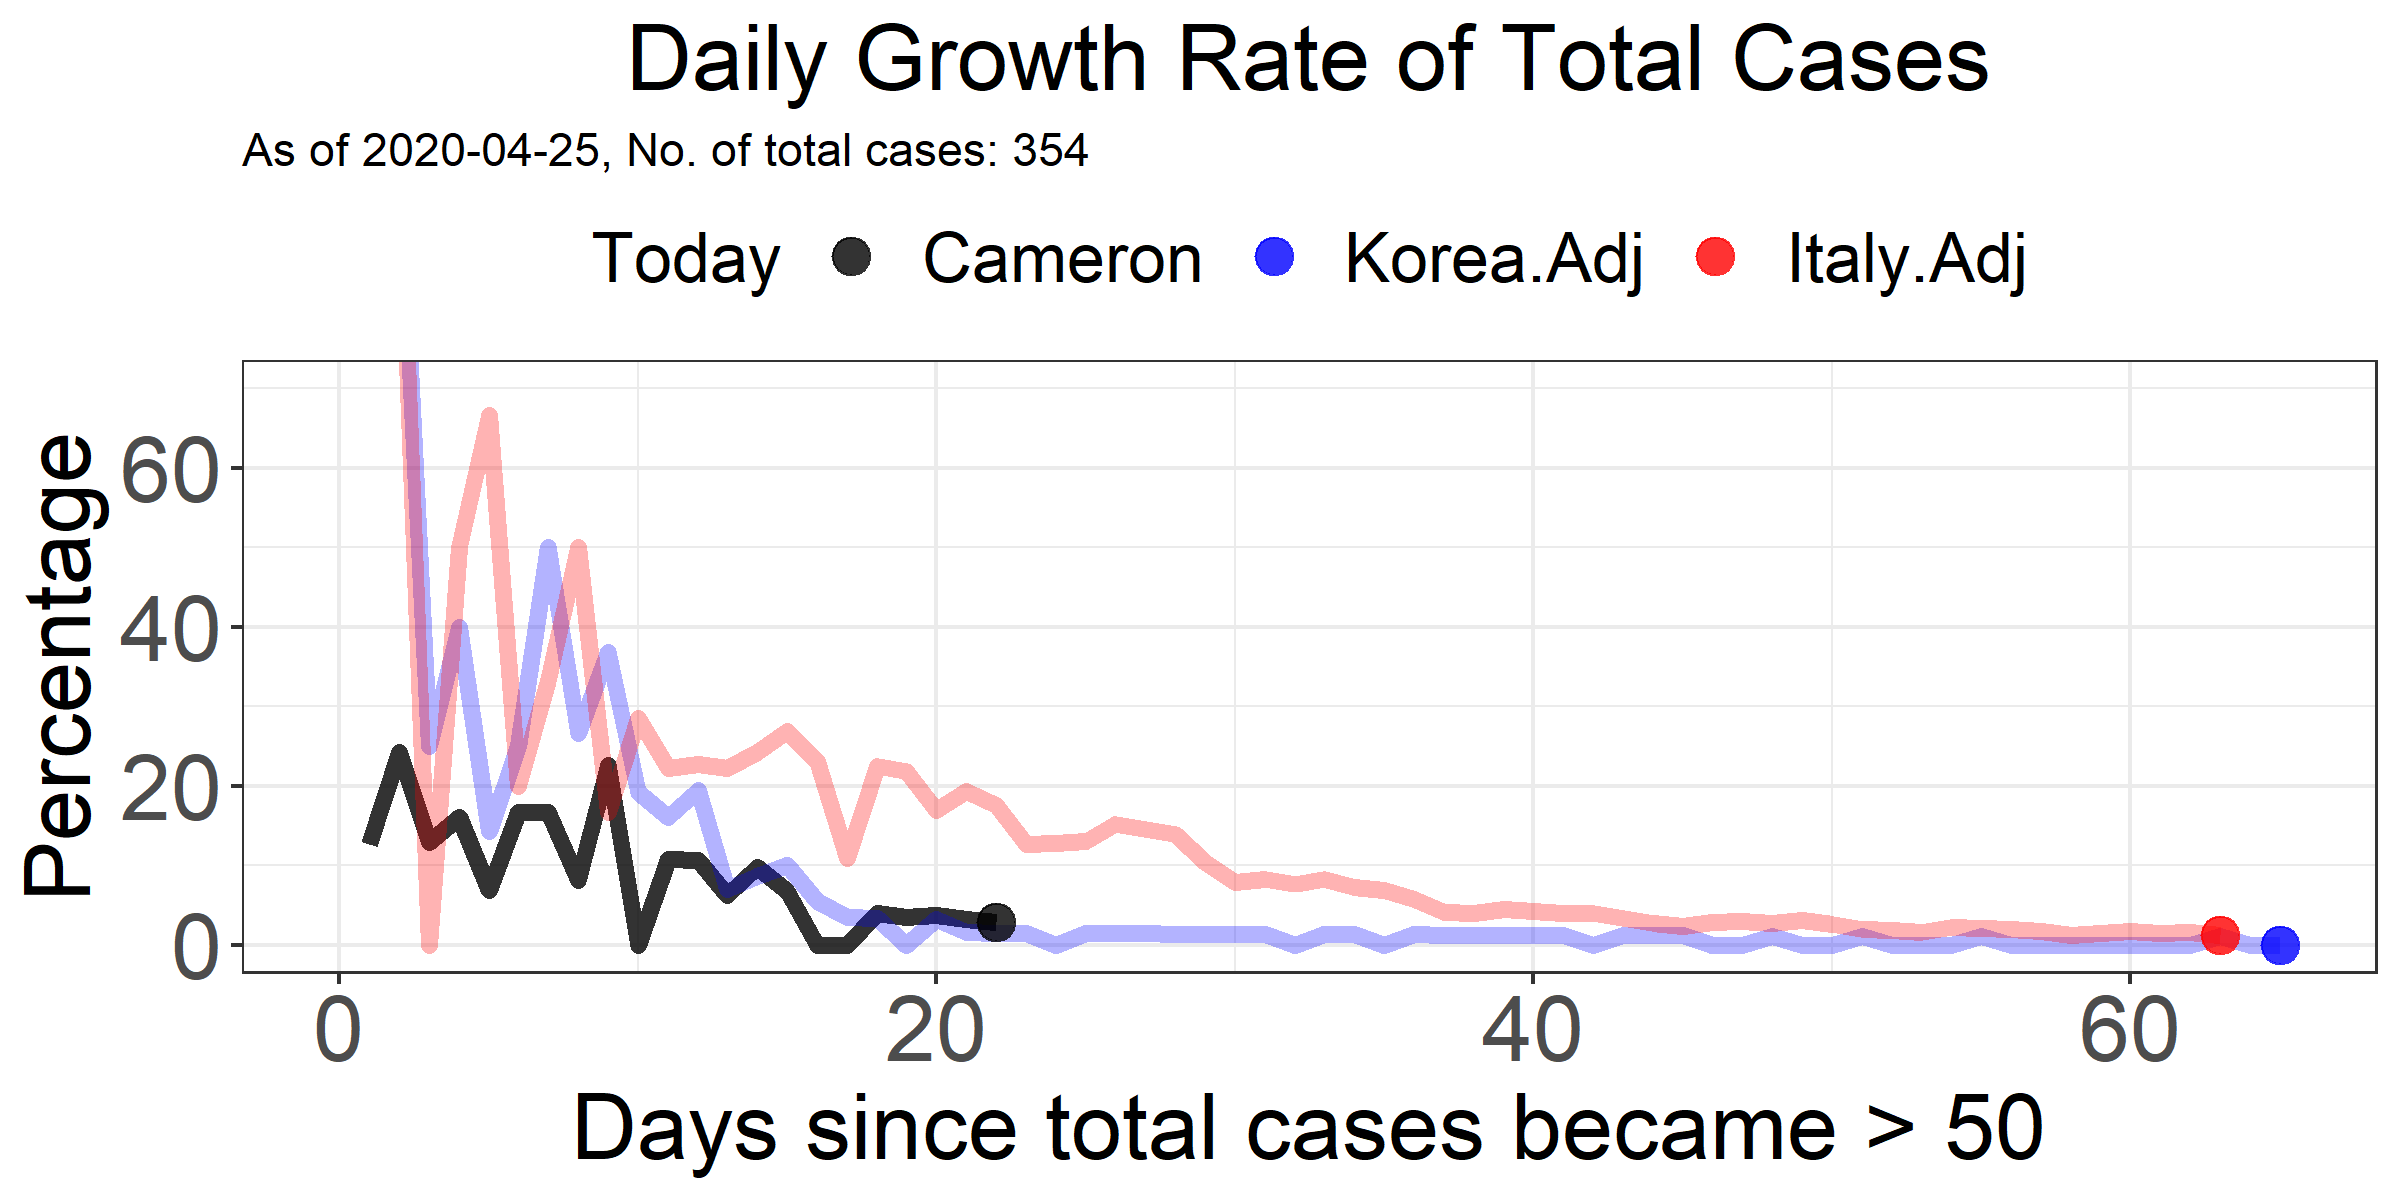 Daily Growth Rate of Total Cases
As of 2020-04-25, No. of total cases: 354
Today Cameron Korea.Adj Italy.Adj
Percentage
60
40
20
0
0 20 40 60
Days since total cases became > 50